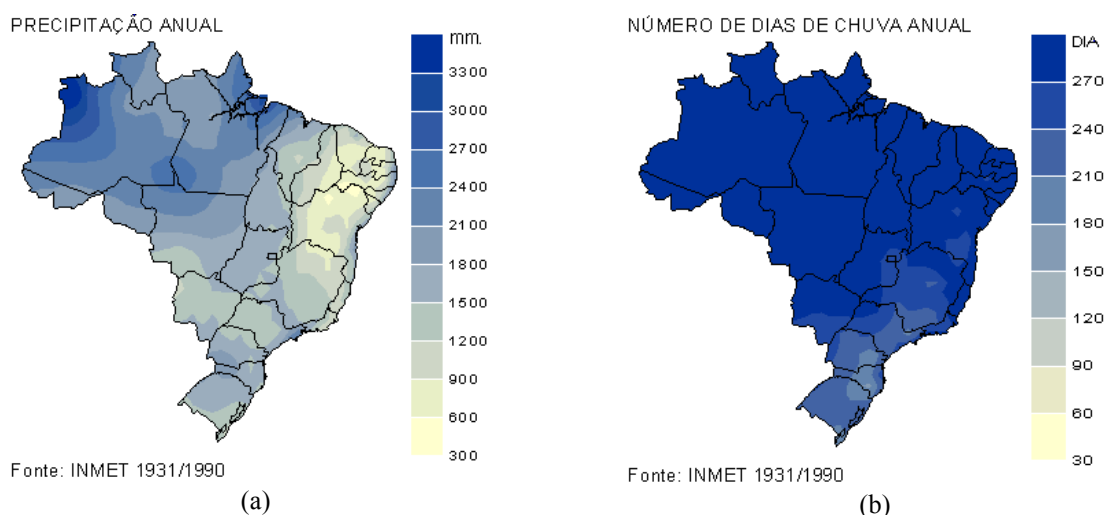 PRECIPITAÇÃO ANUAL
mm.
3300
3000
2700
2400
2100
1800
1500
1200
900
600
300
Fonte: INMET 1931/1990
(a)
NÚMERO DE DIAS DE CHUVA ANUAL
DIA
270
240
210
180
150
120
90
60
30
Fonte: INMET 1931/1990
(b)